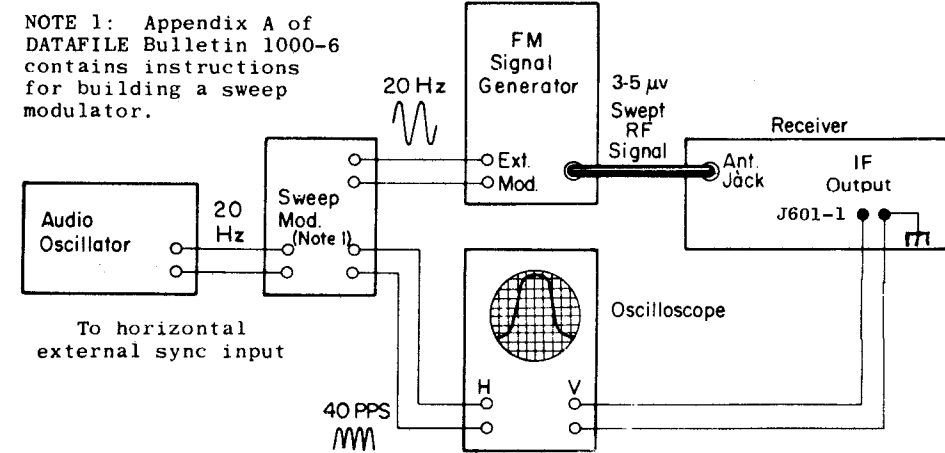 NOTE 1: Appendix A of
DATAFILE Bulletin 1000-6
contains instructions
for building a sweep
modulator.
FM
Signal
Generator
20 Hz
3-5 μv
Swept
RF
Signal
Receiver
Ext.
Mod.
Ant.
Jack
IF
Output
J601-1
Audio
Oscillator
20
Hz
Sweep
Mod.
(Note 1)
Oscilloscope
To horizontal
external sync input
H
V
40 PPS